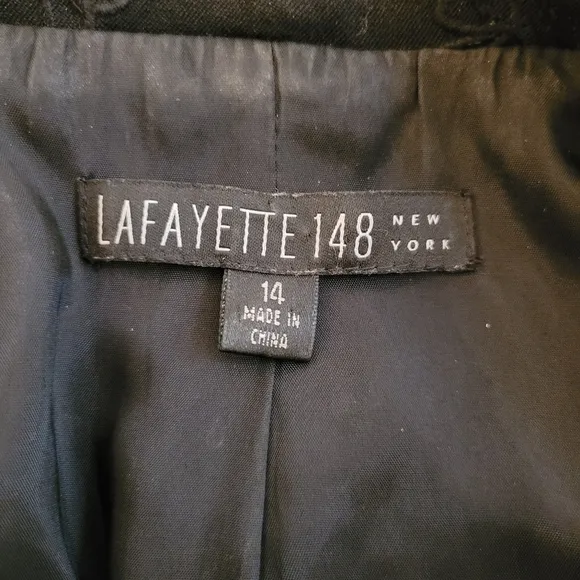 LAFAYETTE 148 NEW YORK
14
MADE IN
CHINA